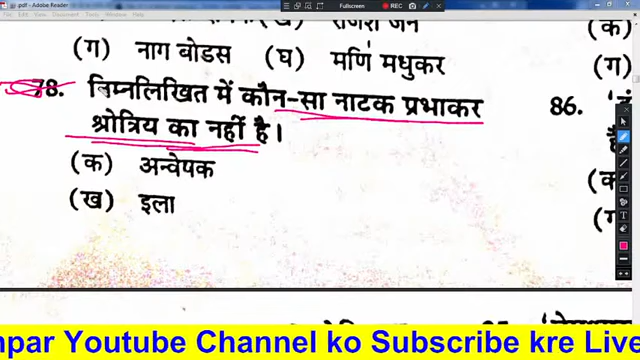 pdf - Adobe Reader
File Edit View Document Tools Window Help
Fullscreen REC
(ग) नाग बोडस (घ) मणि मधुकर
78. निम्नलिखित में कौन-सा नाटक प्रभाकर
श्रोत्रिय का नहीं है।
(क) अन्वेषक
(ख) इला
(क)
(ग)
86.
(ग)
npar Youtube Channel ko Subscribe kre Live